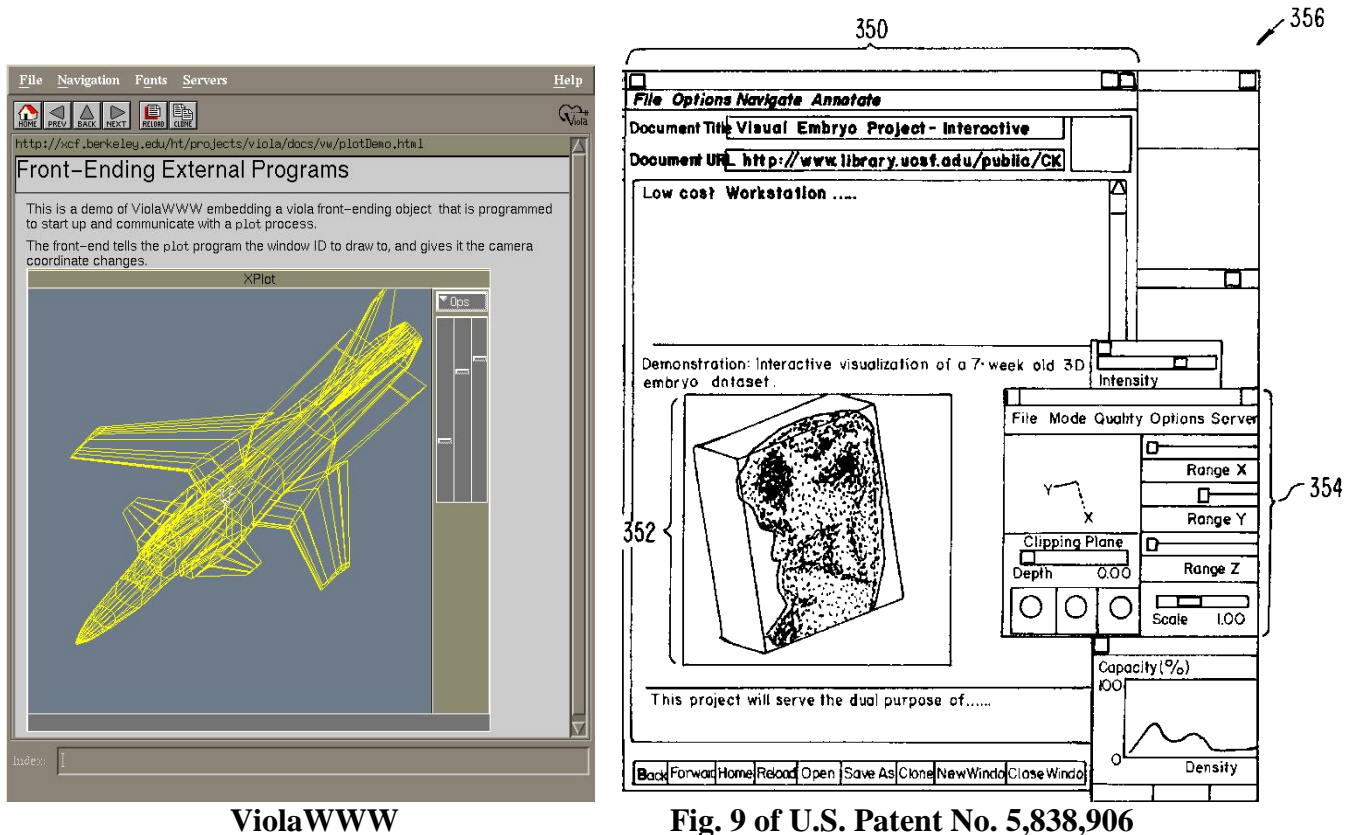 File Navigation Fonts Servers Help
HOME PREV BACK NEXT RELOAD CLONE
Viola
http://xcf.berkeley.edu/ht/projects/viola/docs/vw/plotDemo.html
Front-Ending External Programs
This is a demo of ViolaWWW embedding a viola front-ending object that is programmed
to start up and communicate with a plot process.
The front-end tells the plot program the window ID to draw to, and gives it the camera
coordinate changes.
XPlot
Ops
Index:
ViolaWWW
350
356
File Options Navigate Annotate
Document Title Visual Embryo Project - Interactive
Document URL http://www.library.ucsf.edu/public/CK
Low cost Workstation .....
Demonstration: Interactive visualization of a 7-week old 3D
embryo dataset.
352
Intensity
File Mode Quality Options Server
Range X
Y
X
Range Y
354
Clipping Plane
Depth 0.00
Range Z
Scale 1.00
Capacity (%)
100
0
Density
This project will serve the dual purpose of......
Back Forward Home Reload Open Save As Clone New Windo Close Windo
Fig. 9 of U.S. Patent No. 5,838,906